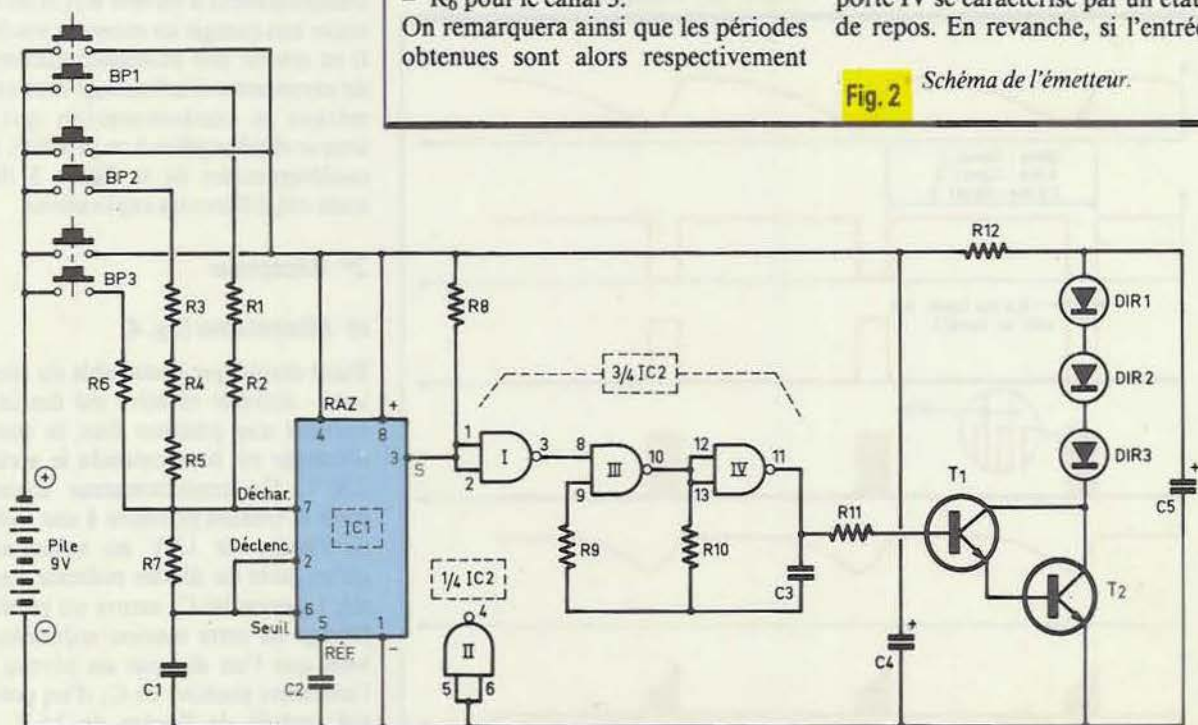 – R6 pour le canal 3.
On remarquera ainsi que les périodes
obtenues sont alors respectivement
porte IV se caractérise par un état
de repos. En revanche, si l'entrée
Fig. 2 Schéma de l'émetteur.
BP1
BP2
BP3
R3
R1
R6
R4
R2
R5
R7
C1
Pile
9V
RAZ
+
4
8
3
S
Déchar.
7
IC1
Déclenc.
2
6
Seuil
5
1
–
RÉF
C2
R8
3/4 IC2
1
2
I
3
8
9
III
10
12
13
IV
11
R9
R10
C3
R11
1/4 IC2
4
II
5
6
R12
DIR1
DIR2
DIR3
T1
T2
C4
+
C5
+